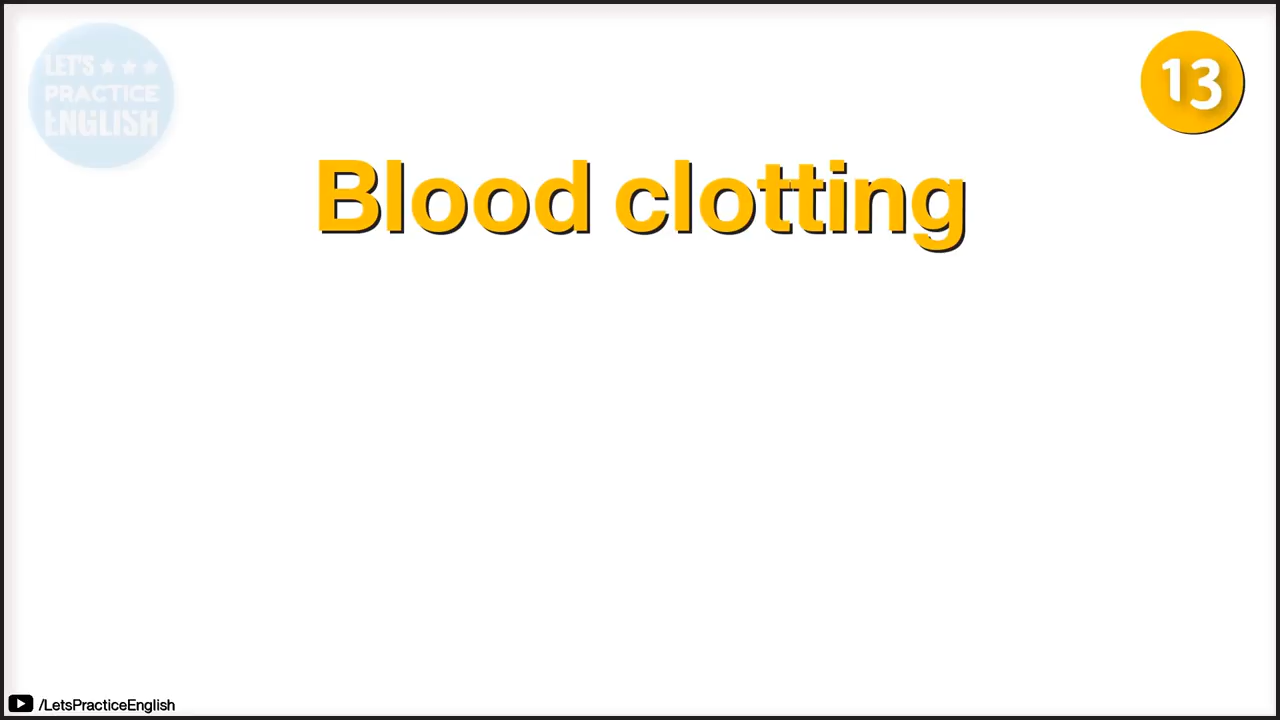 LET'S
PRACTICE
ENGLISH
13
Blood clotting
/LetsPracticeEnglish